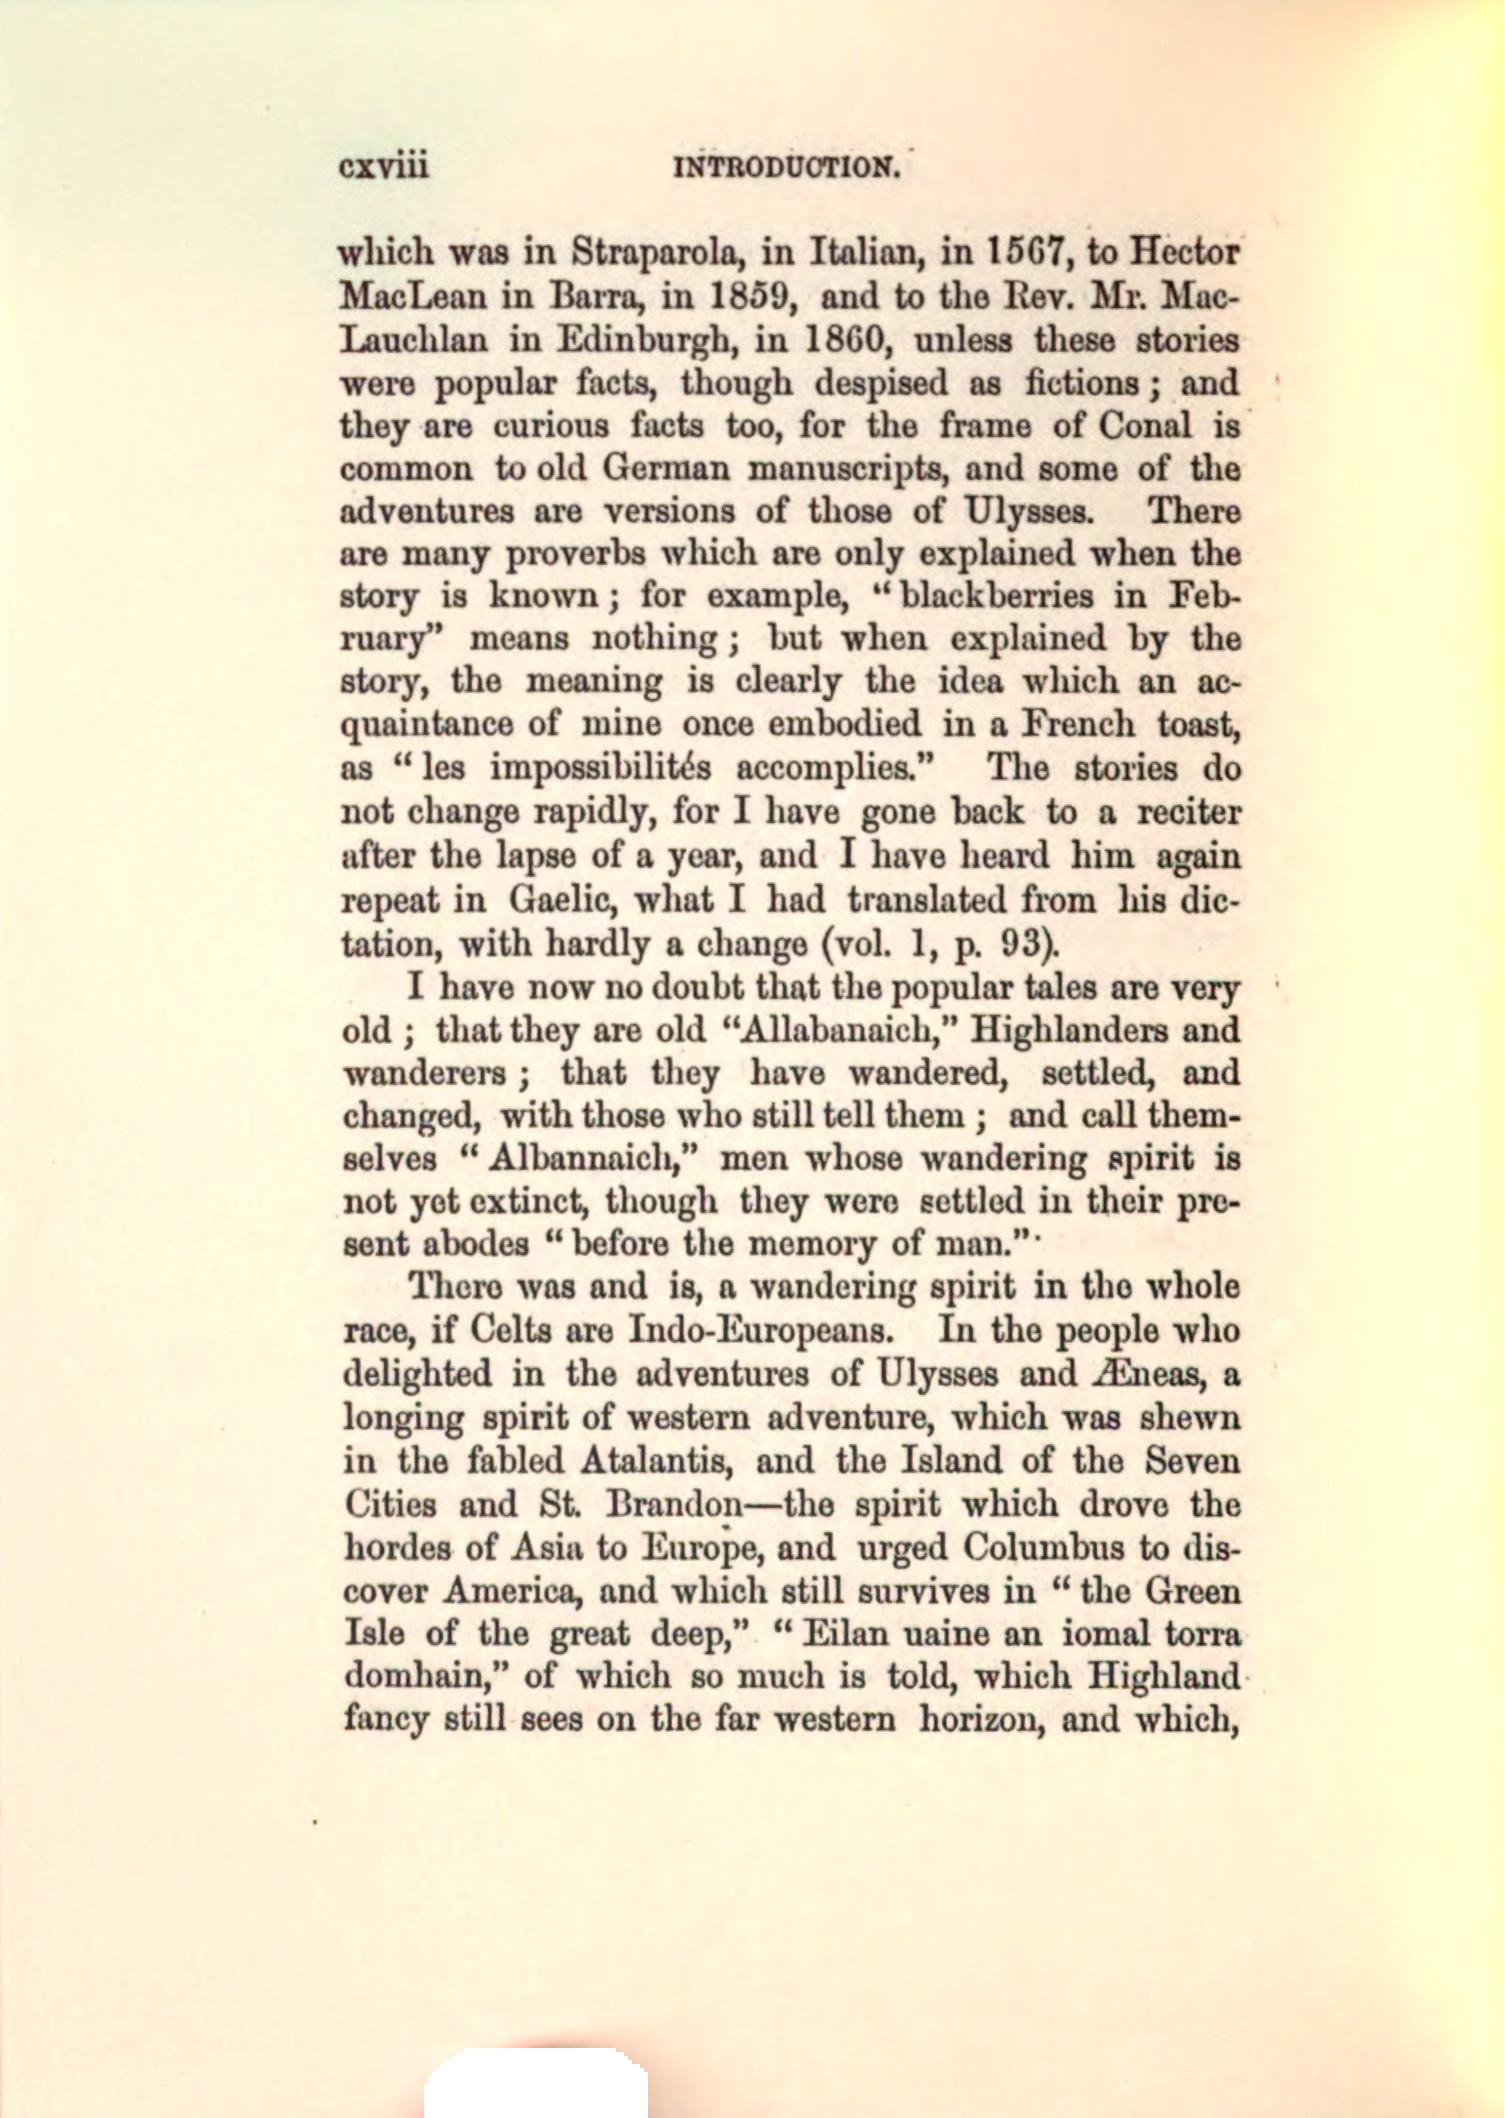 cxviii INTRODUCTION.
which was in Straparola, in Italian, in 1567, to Hector
MacLean in Barra, in 1859, and to the Rev. Mr. Mac-
Lauchlan in Edinburgh, in 1860, unless these stories
were popular facts, though despised as fictions ; and
they are curious facts too, for the frame of Conal is
common to old German manuscripts, and some of the
adventures are versions of those of Ulysses. There
are many proverbs which are only explained when the
story is known ; for example, “ blackberries in Feb-
ruary” means nothing ; but when explained by the
story, the meaning is clearly the idea which an ac-
quaintance of mine once embodied in a French toast,
as “ les impossibilités accomplies.” The stories do
not change rapidly, for I have gone back to a reciter
after the lapse of a year, and I have heard him again
repeat in Gaelic, what I had translated from his dic-
tation, with hardly a change (vol. 1, p. 93).
I have now no doubt that the popular tales are very
old ; that they are old “Allabanaich,” Highlanders and
wanderers ; that they have wandered, settled, and
changed, with those who still tell them ; and call them-
selves “ Albannaich,” men whose wandering spirit is
not yet extinct, though they were settled in their pre-
sent abodes “ before the memory of man.”
There was and is, a wandering spirit in the whole
race, if Celts are Indo-Europeans. In the people who
delighted in the adventures of Ulysses and Æneas, a
longing spirit of western adventure, which was shewn
in the fabled Atalantis, and the Island of the Seven
Cities and St. Brandon—the spirit which drove the
hordes of Asia to Europe, and urged Columbus to dis-
cover America, and which still survives in “ the Green
Isle of the great deep,” “ Eilan uaine an iomal torra
domhain,” of which so much is told, which Highland
fancy still sees on the far western horizon, and which,